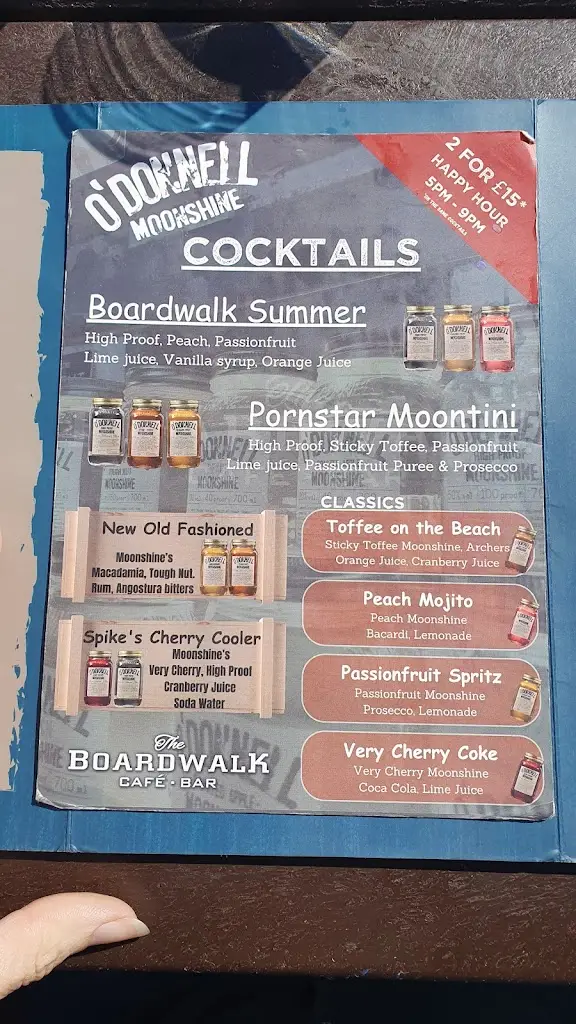 O'DONNELL
MOONSHINE
2 FOR £15*
HAPPY HOUR
5PM - 9PM
COCKTAILS
Boardwalk Summer
High Proof, Peach, Passionfruit
Lime juice, Vanilla syrup, Orange Juice
Pornstar Moontini
High Proof, Sticky Toffee, Passionfruit
Lime juice, Passionfruit Puree & Prosecco
New Old Fashioned
Moonshine's
Macadamia, Tough Nut.
Rum, Angostura bitters
Spike's Cherry Cooler
Moonshine's
Very Cherry, High Proof
Cranberry Juice
Soda Water
CLASSICS
Toffee on the Beach
Sticky Toffee Moonshine, Archers
Orange Juice, Cranberry Juice
Peach Mojito
Peach Moonshine
Bacardi, Lemonade
Passionfruit Spritz
Passionfruit Moonshine
Prosecco, Lemonade
Very Cherry Coke
Very Cherry Moonshine
Coca Cola, Lime Juice
The
BOARDWALK
CAFÉ · BAR